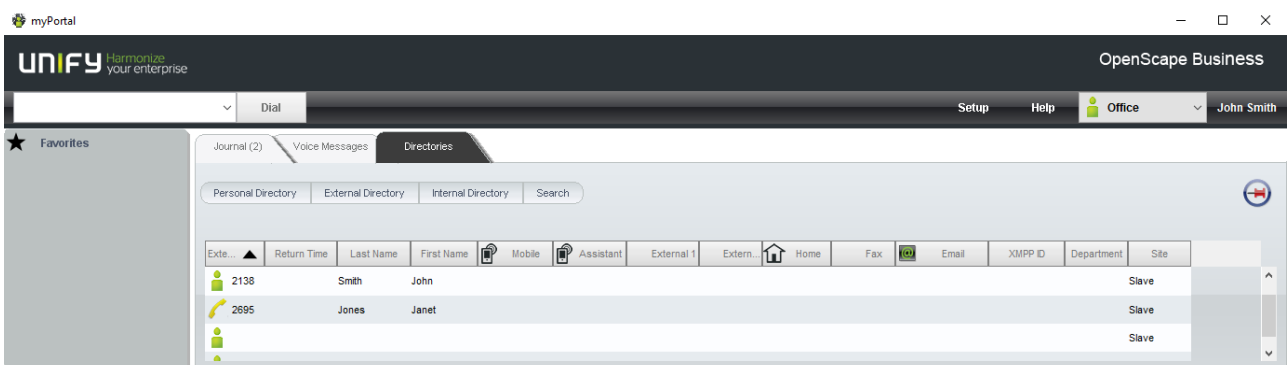 myPortal
UNIFY Harmonize your enterprise
OpenScape Business
Dial Setup Help Office John Smith
Favorites
Journal (2) Voice Messages Directories
Personal Directory External Directory Internal Directory Search
Exte... Return Time Last Name First Name Mobile Assistant External 1 Extern... Home Fax @ Email XMPP ID Department Site
2138 Smith John Slave
2695 Jones Janet Slave
Slave